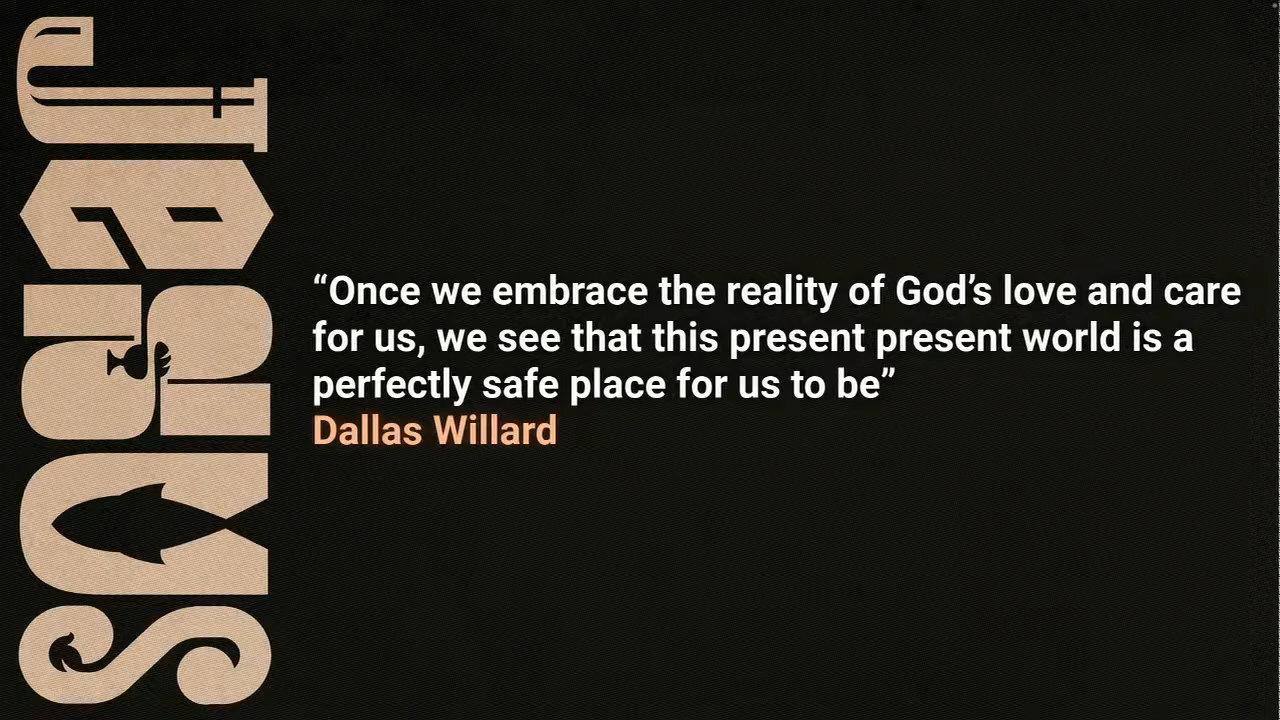 Jesus
“Once we embrace the reality of God’s love and care
for us, we see that this present present world is a
perfectly safe place for us to be”
Dallas Willard